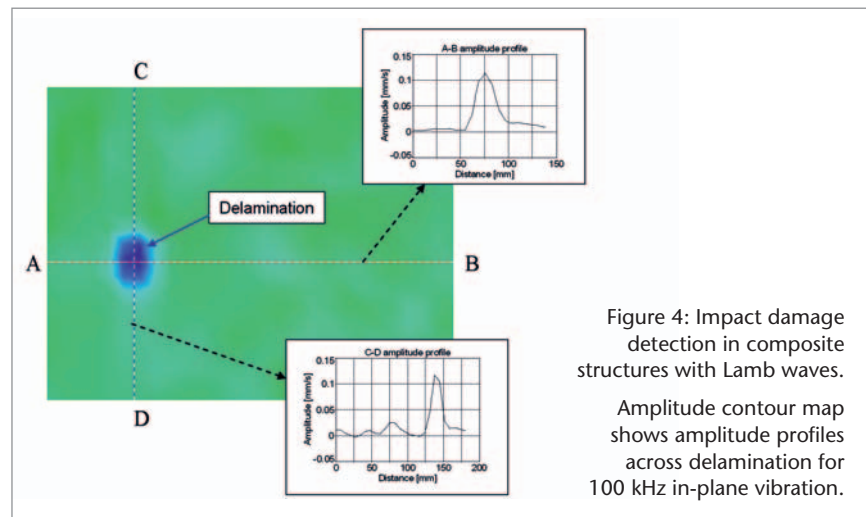 C
A-B amplitude profile
Amplitude [mm/s]
0.15
0.1
0.05
0
-0.05
0 50 100 150
Distance [mm]
Delamination
A
B
C-D amplitude profile
Amplitude [mm/s]
0.15
0.1
0.05
0
-0.05
0 50 100 150 200
Distance [mm]
D
Figure 4: Impact damage
detection in composite
structures with Lamb waves.
Amplitude contour map
shows amplitude profiles
across delamination for
100 kHz in-plane vibration.